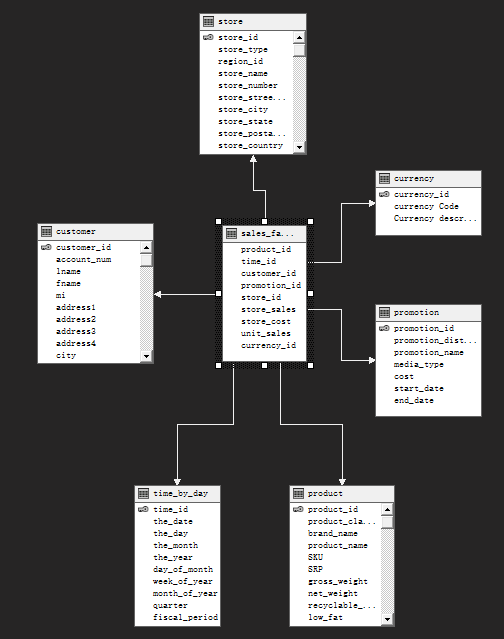 store
store_id
store_type
region_id
store_name
store_number
store_stree...
store_city
store_state
store_posta...
store_country
currency
currency_id
currency Code
Currency descr...
customer
customer_id
account_num
lname
fname
mi
address1
address2
address3
address4
city
sales_fa...
product_id
time_id
customer_id
promotion_id
store_id
store_sales
store_cost
unit_sales
currency_id
promotion
promotion_id
promotion_dist...
promotion_name
media_type
cost
start_date
end_date
time_by_day
time_id
the_date
the_day
the_month
the_year
day_of_month
week_of_year
month_of_year
quarter
fiscal_period
product
product_id
product_cla...
brand_name
product_name
SKU
SRP
gross_weight
net_weight
recyclable_...
low_fat